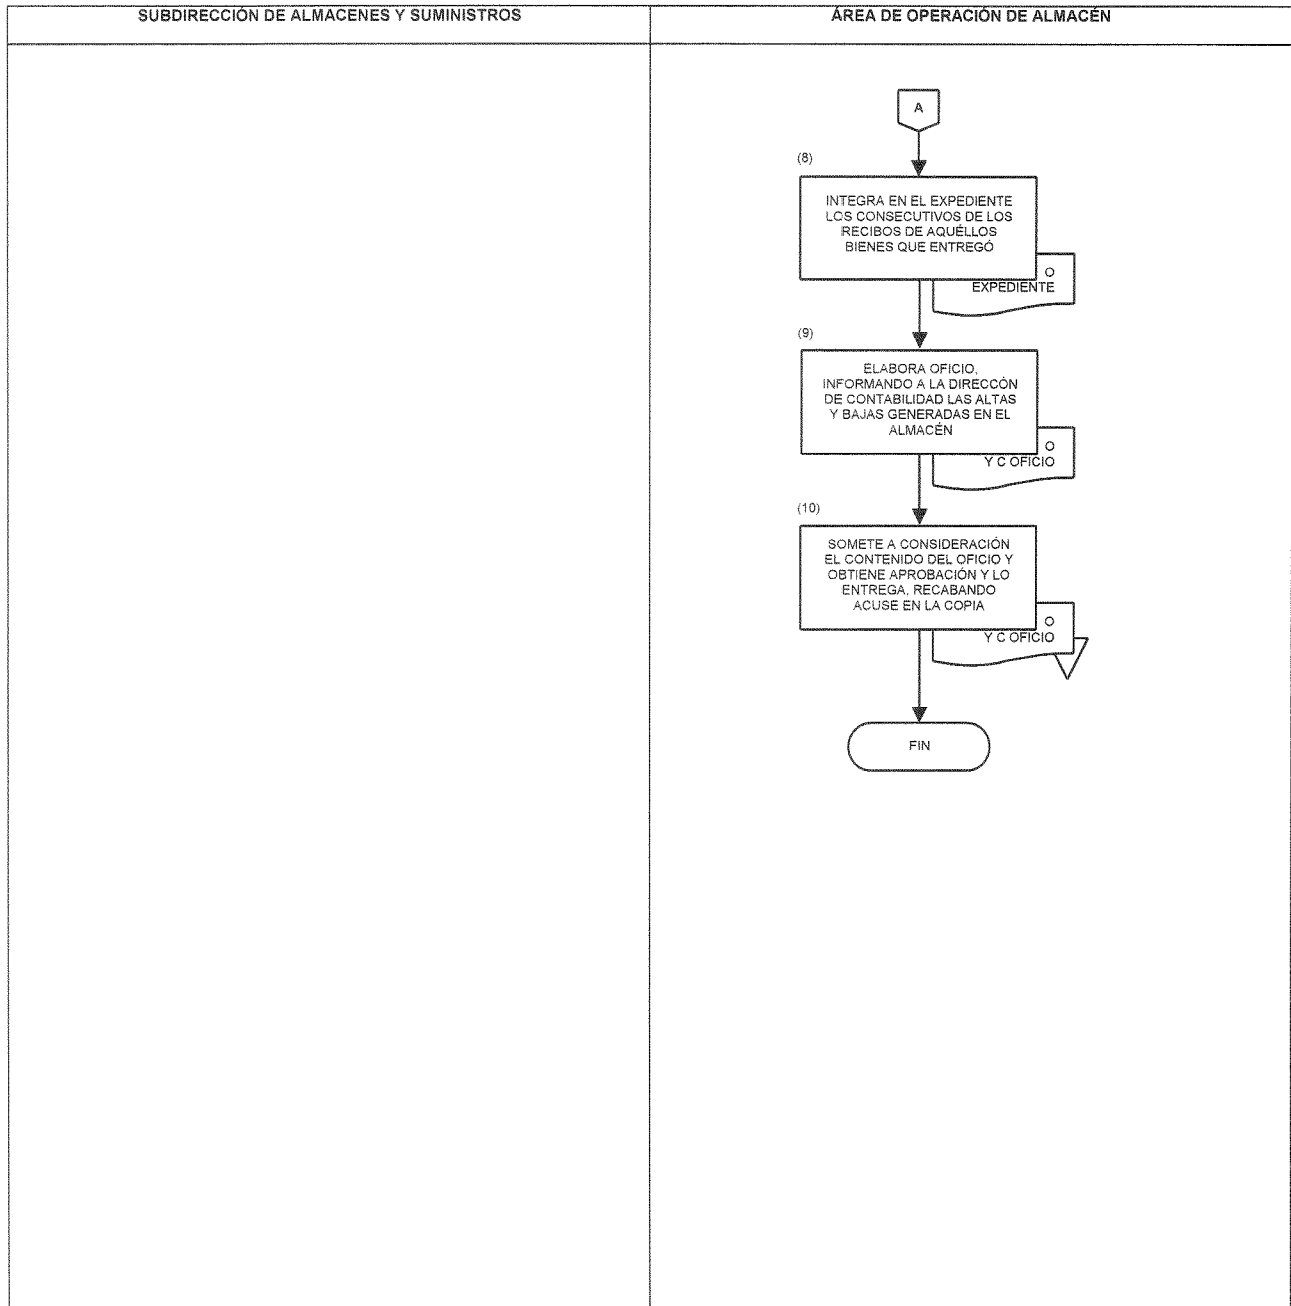 SUBDIRECCIÓN DE ALMACENES Y SUMINISTROS
ÁREA DE OPERACIÓN DE ALMACÉN
A
(8)
INTEGRA EN EL EXPEDIENTE
LOS CONSECUTIVOS DE LOS
RECIBOS DE AQUÉLLOS
BIENES QUE ENTREGÓ
O
EXPEDIENTE
(9)
ELABORA OFICIO,
INFORMANDO A LA DIRECCÓN
DE CONTABILIDAD LAS ALTAS
Y BAJAS GENERADAS EN EL
ALMACÉN
O
Y C OFICIO
(10)
SOMETE A CONSIDERACIÓN
EL CONTENIDO DEL OFICIO Y
OBTIENE APROBACIÓN Y LO
ENTREGA, RECABANDO
ACUSE EN LA COPIA
O
Y C OFICIO
FIN